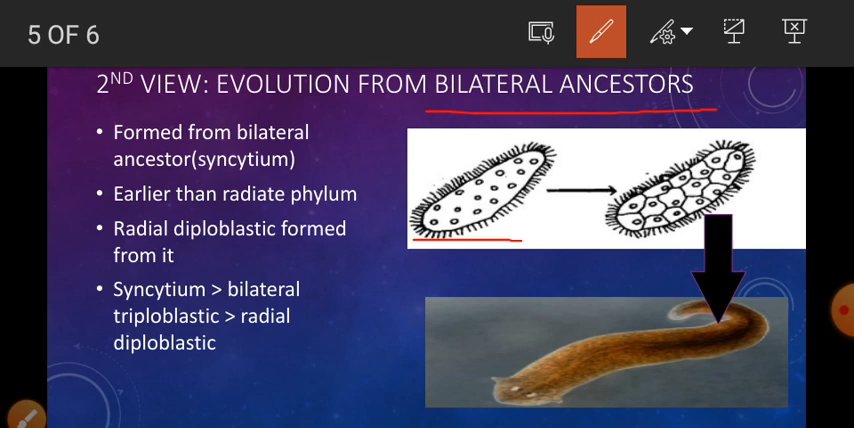 5 OF 6
2ND VIEW: EVOLUTION FROM BILATERAL ANCESTORS
• Formed from bilateral
ancestor(syncytium)
• Earlier than radiate phylum
• Radial diploblastic formed
from it
• Syncytium > bilateral
triploblastic > radial
diploblastic